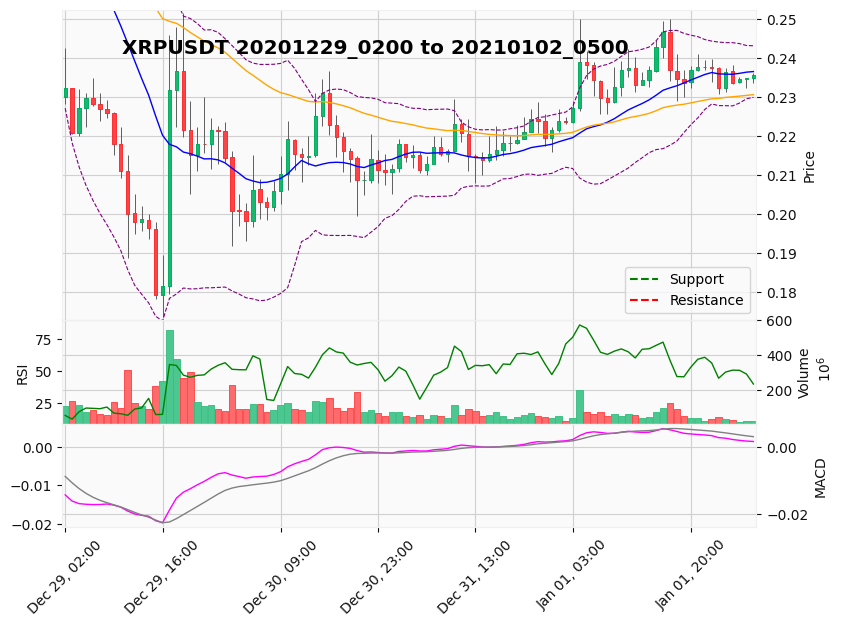 XRPUSDT 20201229_0200 to 20210102_0500
0.25
0.24
0.23
0.22
0.21
0.20
0.19
0.18
Price
Support
Resistance
75
50
25
RSI
600
400
200
Volume
10^6
0.00
−0.01
−0.02
0.00
−0.02
MACD
Dec 29, 02:00
Dec 29, 16:00
Dec 30, 09:00
Dec 30, 23:00
Dec 31, 13:00
Jan 01, 03:00
Jan 01, 20:00